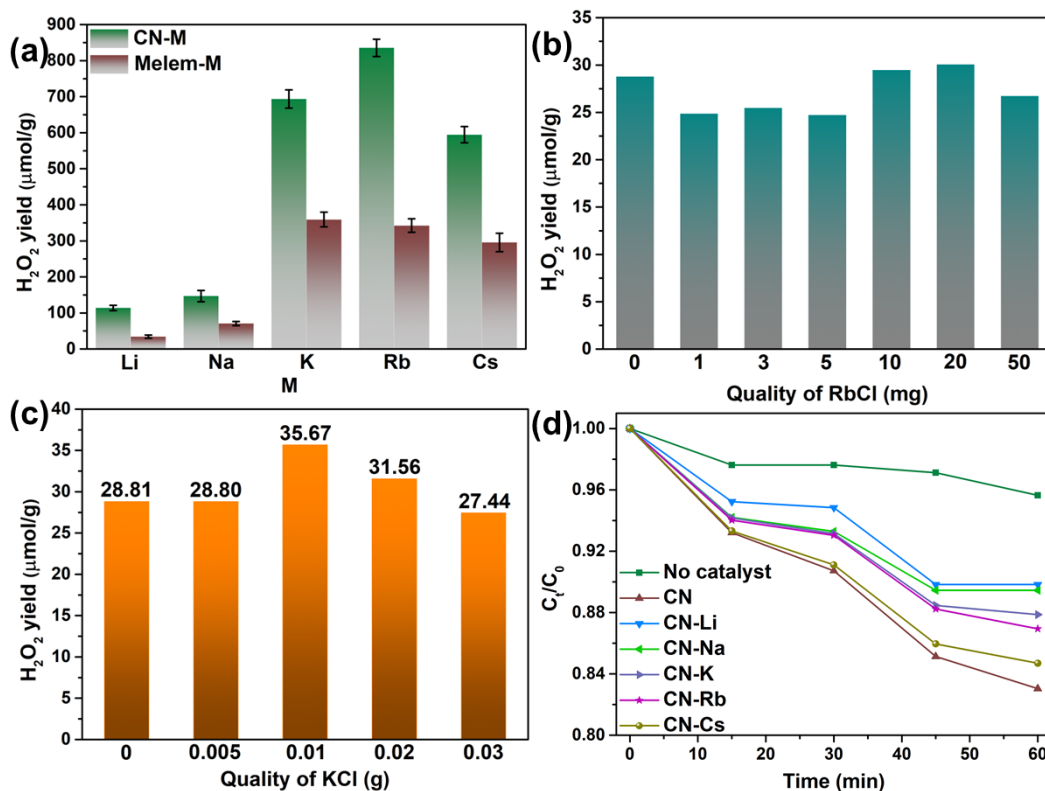 (a)
CN-M
Melem-M
H₂O₂ yield (μmol/g)
900
800
700
600
500
400
300
200
100
0
Li Na K Rb Cs
M
(b)
H₂O₂ yield (μmol/g)
35
30
25
20
15
10
5
0
0 1 3 5 10 20 50
Quality of RbCl (mg)
(c)
H₂O₂ yield (μmol/g)
40
35
30
25
20
15
10
5
0
28.81 28.80 35.67 31.56 27.44
0 0.005 0.01 0.02 0.03
Quality of KCl (g)
(d)
Cₜ/C₀
1.00
0.96
0.92
0.88
0.84
0.80
No catalyst
CN
CN-Li
CN-Na
CN-K
CN-Rb
CN-Cs
0 10 20 30 40 50 60
Time (min)